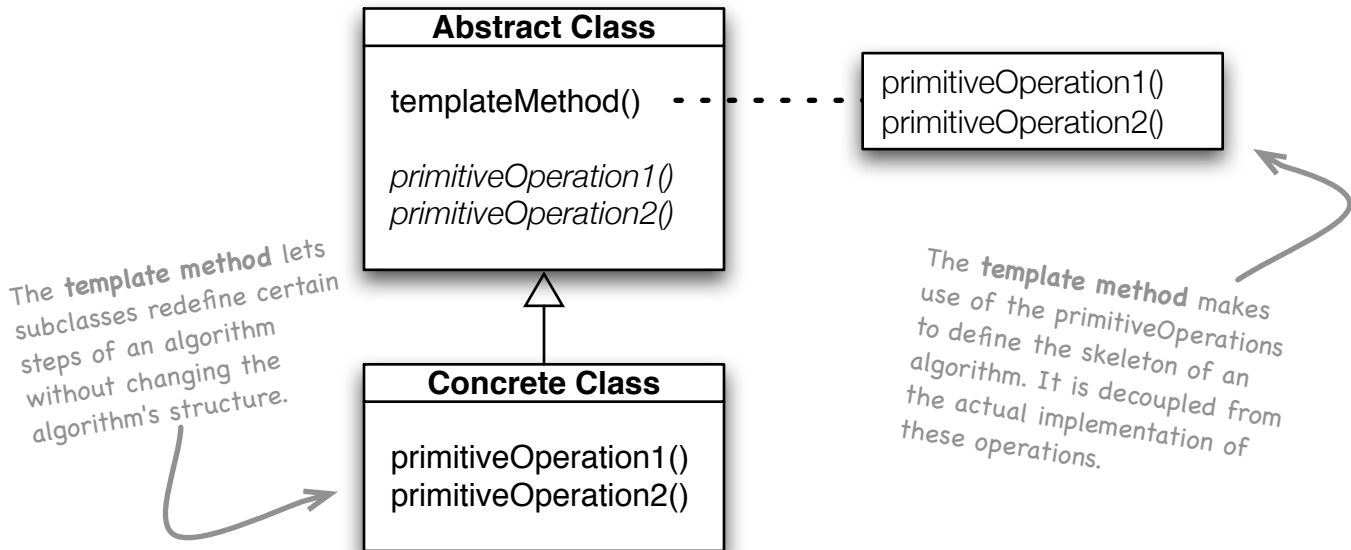 Abstract Class
templateMethod()
primitiveOperation1()
primitiveOperation2()
primitiveOperation1()
primitiveOperation2()
The template method lets
subclasses redefine certain
steps of an algorithm
without changing the
algorithm's structure.
The template method makes
use of the primitiveOperations
to define the skeleton of an
algorithm. It is decoupled from
the actual implementation of
these operations.
Concrete Class
primitiveOperation1()
primitiveOperation2()